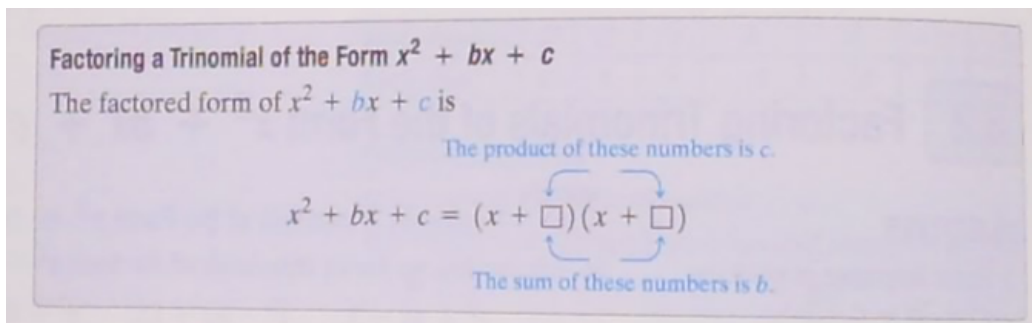 Factoring a Trinomial of the Form x² + bx + c
The factored form of x² + bx + c is
The product of these numbers is c.
x² + bx + c = (x + □)(x + □)
The sum of these numbers is b.